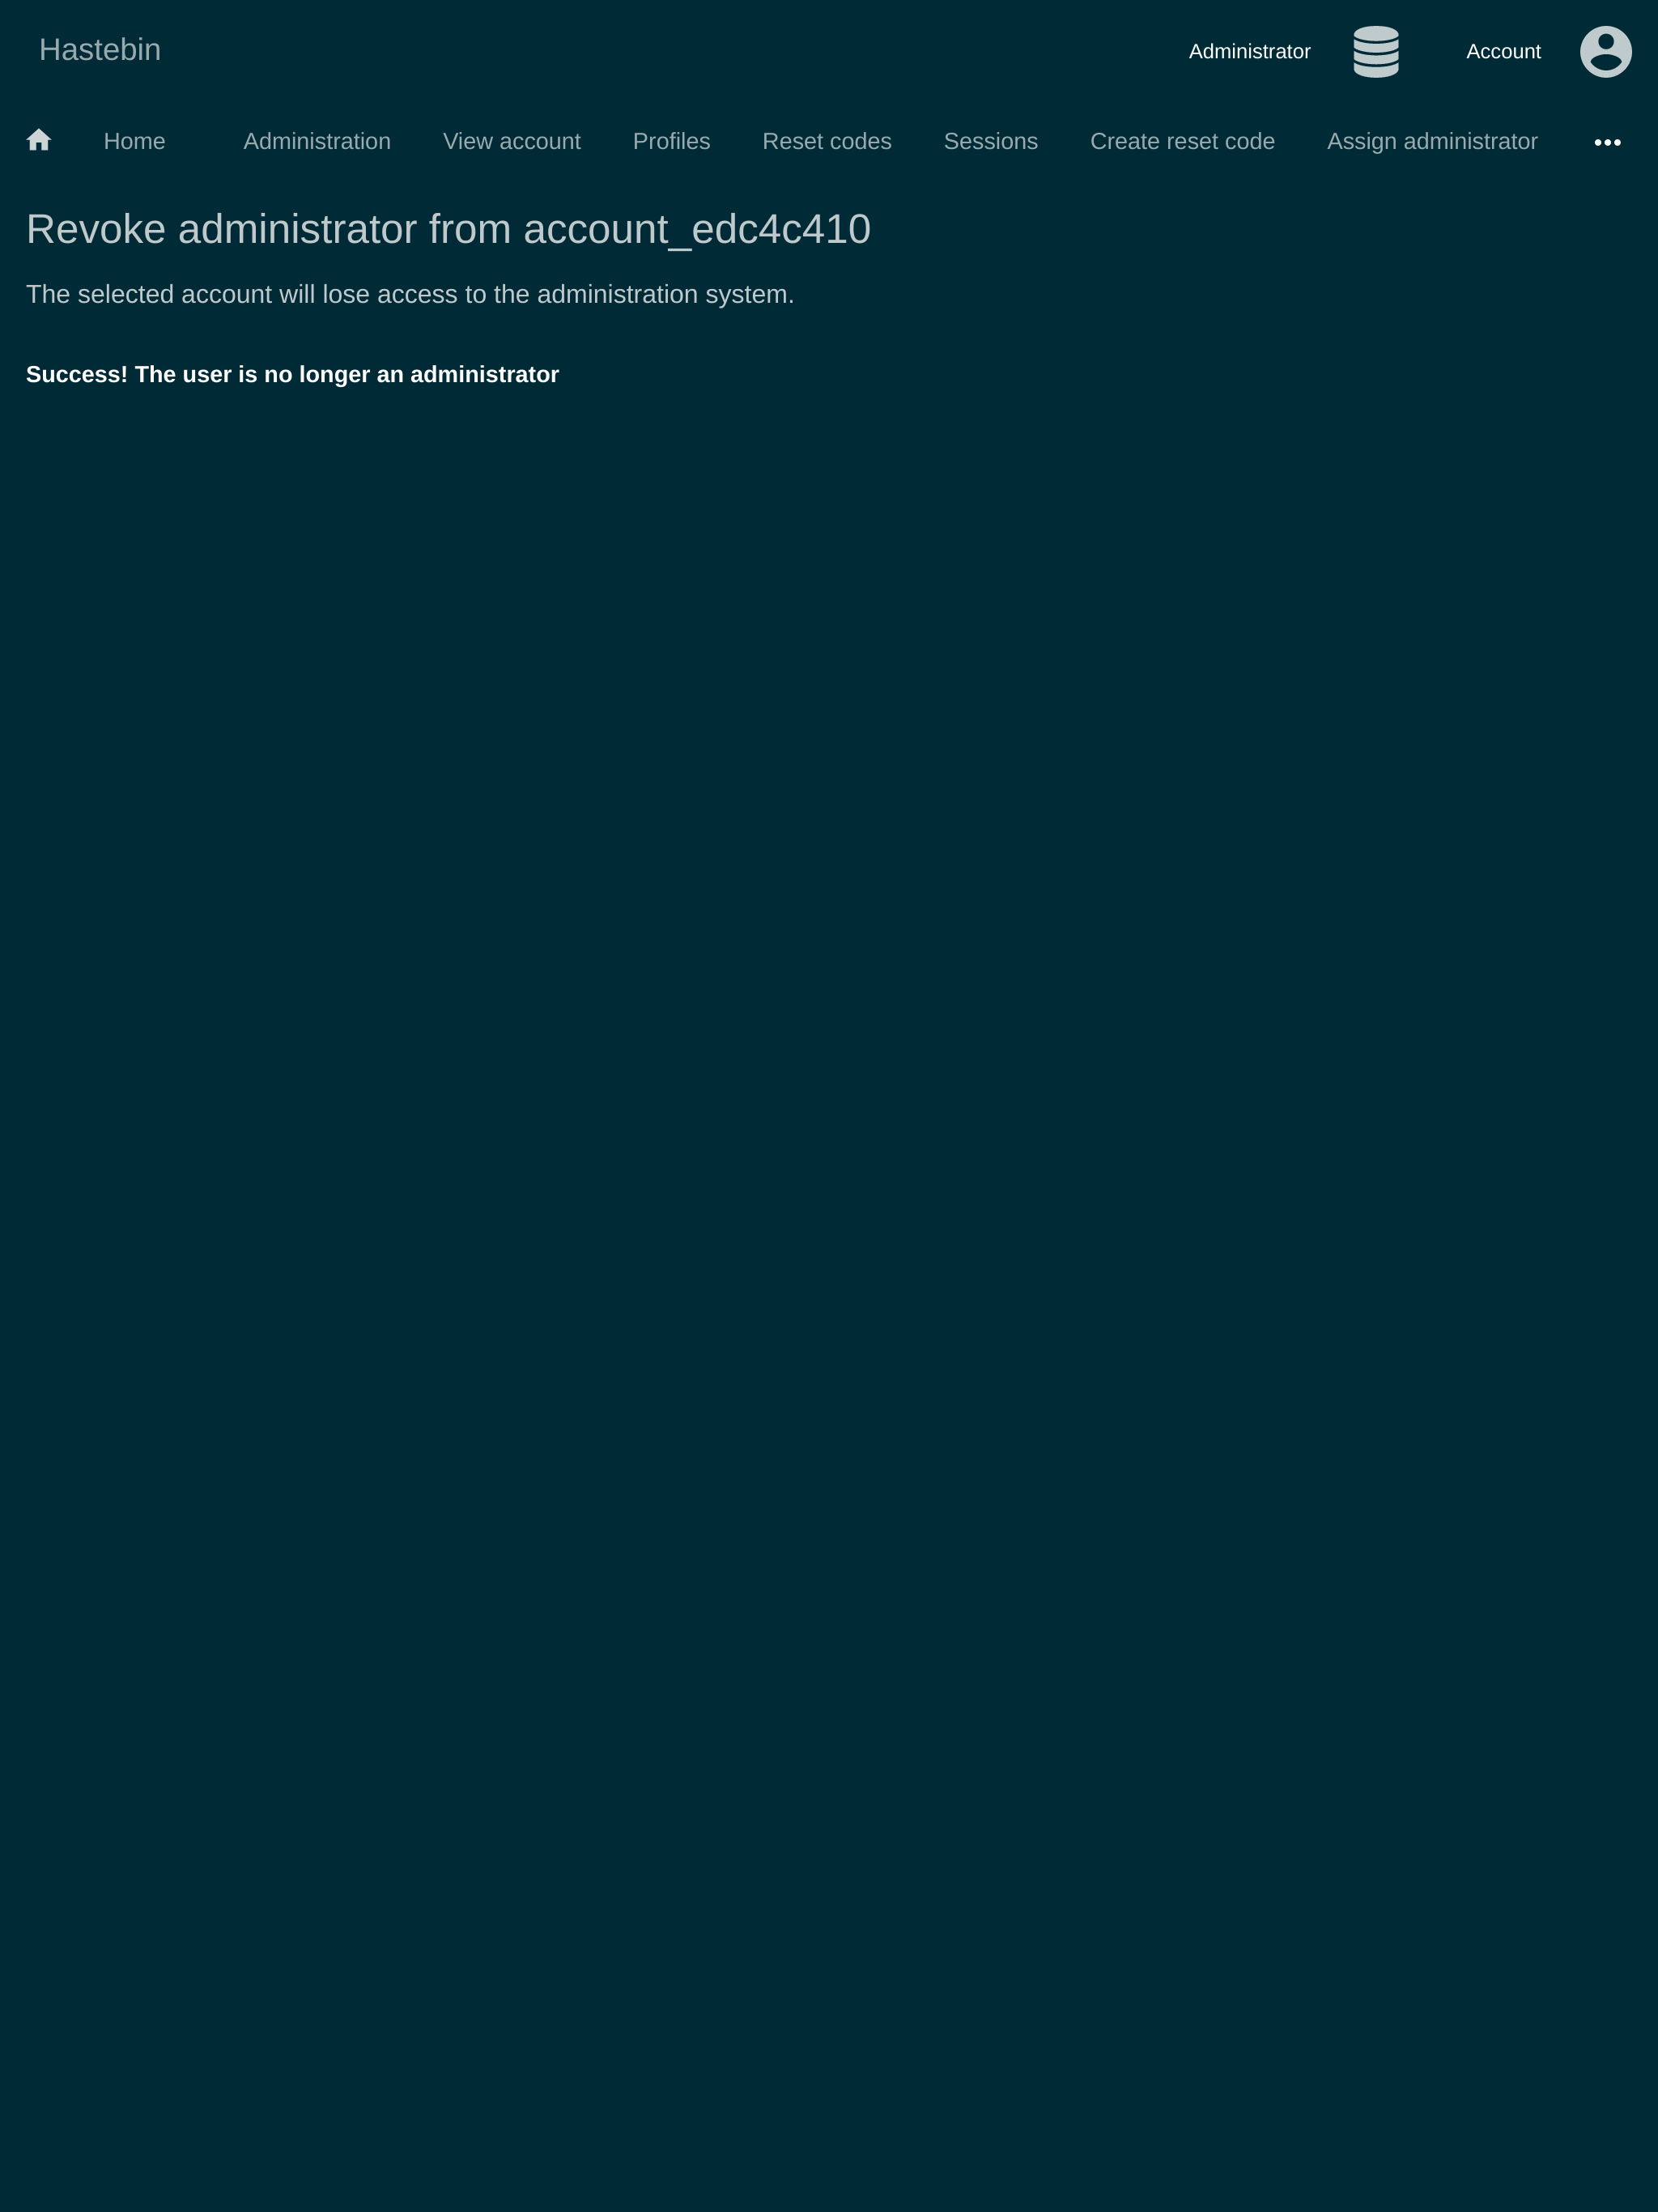 Hastebin
Administrator
Account
Home
Administration
View account
Profiles
Reset codes
Sessions
Create reset code
Assign administrator
Revoke administrator from account_edc4c410
The selected account will lose access to the administration system.
Success! The user is no longer an administrator